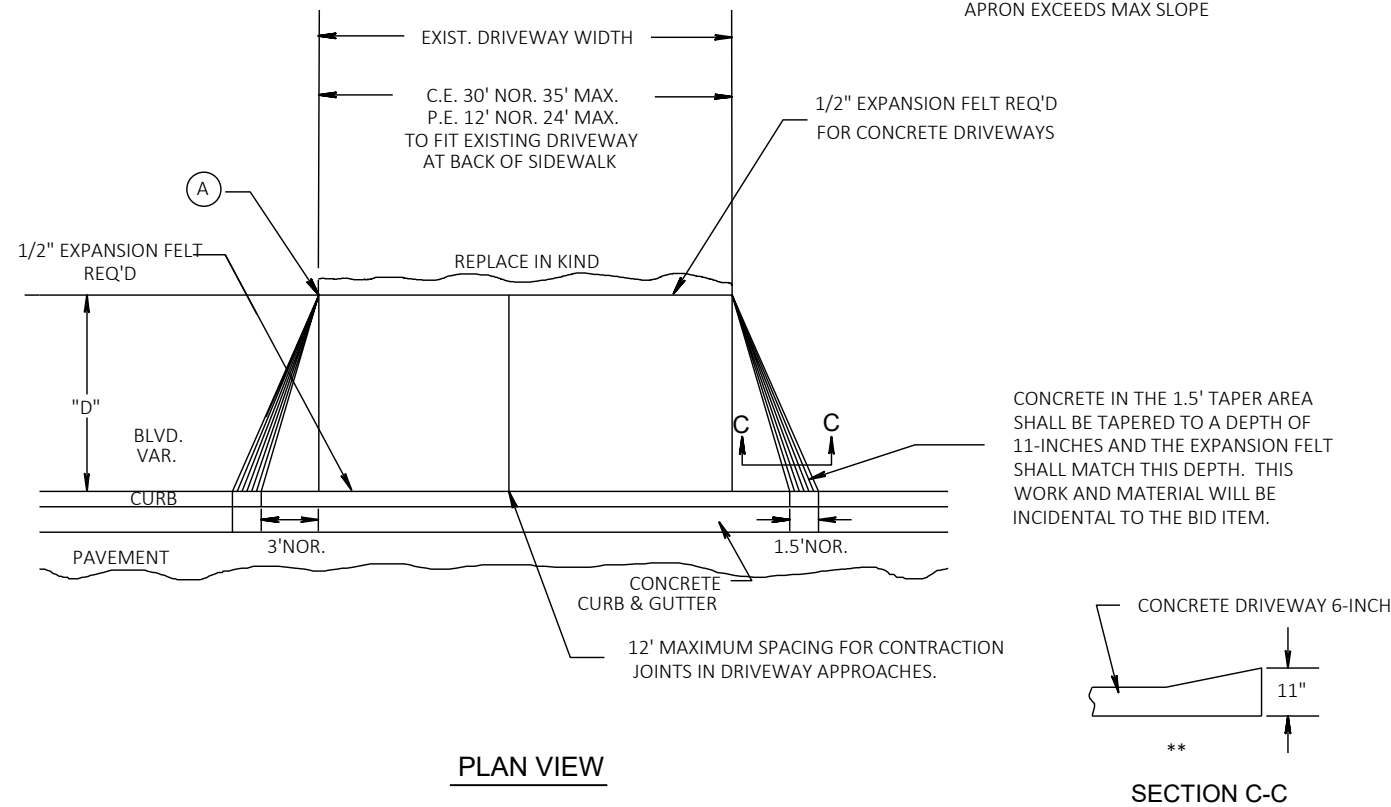 APRON EXCEEDS MAX SLOPE
EXIST. DRIVEWAY WIDTH
C.E. 30' NOR. 35' MAX.
P.E. 12' NOR. 24' MAX.
TO FIT EXISTING DRIVEWAY
AT BACK OF SIDEWALK
1/2" EXPANSION FELT REQ'D
FOR CONCRETE DRIVEWAYS
A
1/2" EXPANSION FELT
REQ'D
REPLACE IN KIND
"D"
BLVD.
VAR.
C C
CONCRETE IN THE 1.5' TAPER AREA
SHALL BE TAPERED TO A DEPTH OF
11-INCHES AND THE EXPANSION FELT
SHALL MATCH THIS DEPTH. THIS
WORK AND MATERIAL WILL BE
INCIDENTAL TO THE BID ITEM.
CURB
PAVEMENT
3'NOR.
1.5'NOR.
CONCRETE
CURB & GUTTER
12' MAXIMUM SPACING FOR CONTRACTION
JOINTS IN DRIVEWAY APPROACHES.
CONCRETE DRIVEWAY 6-INCH
11"
**
PLAN VIEW
SECTION C-C